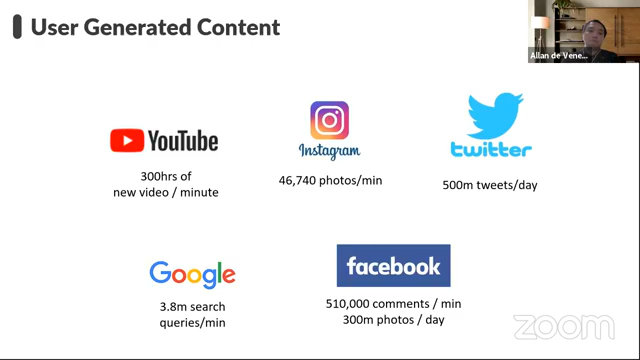 User Generated Content
Allan de Vene...
YouTube
300hrs of
new video / minute
Instagram
46,740 photos/min
twitter
500m tweets/day
Google
3.8m search
queries/min
facebook
510,000 comments / min
300m photos / day
zoom